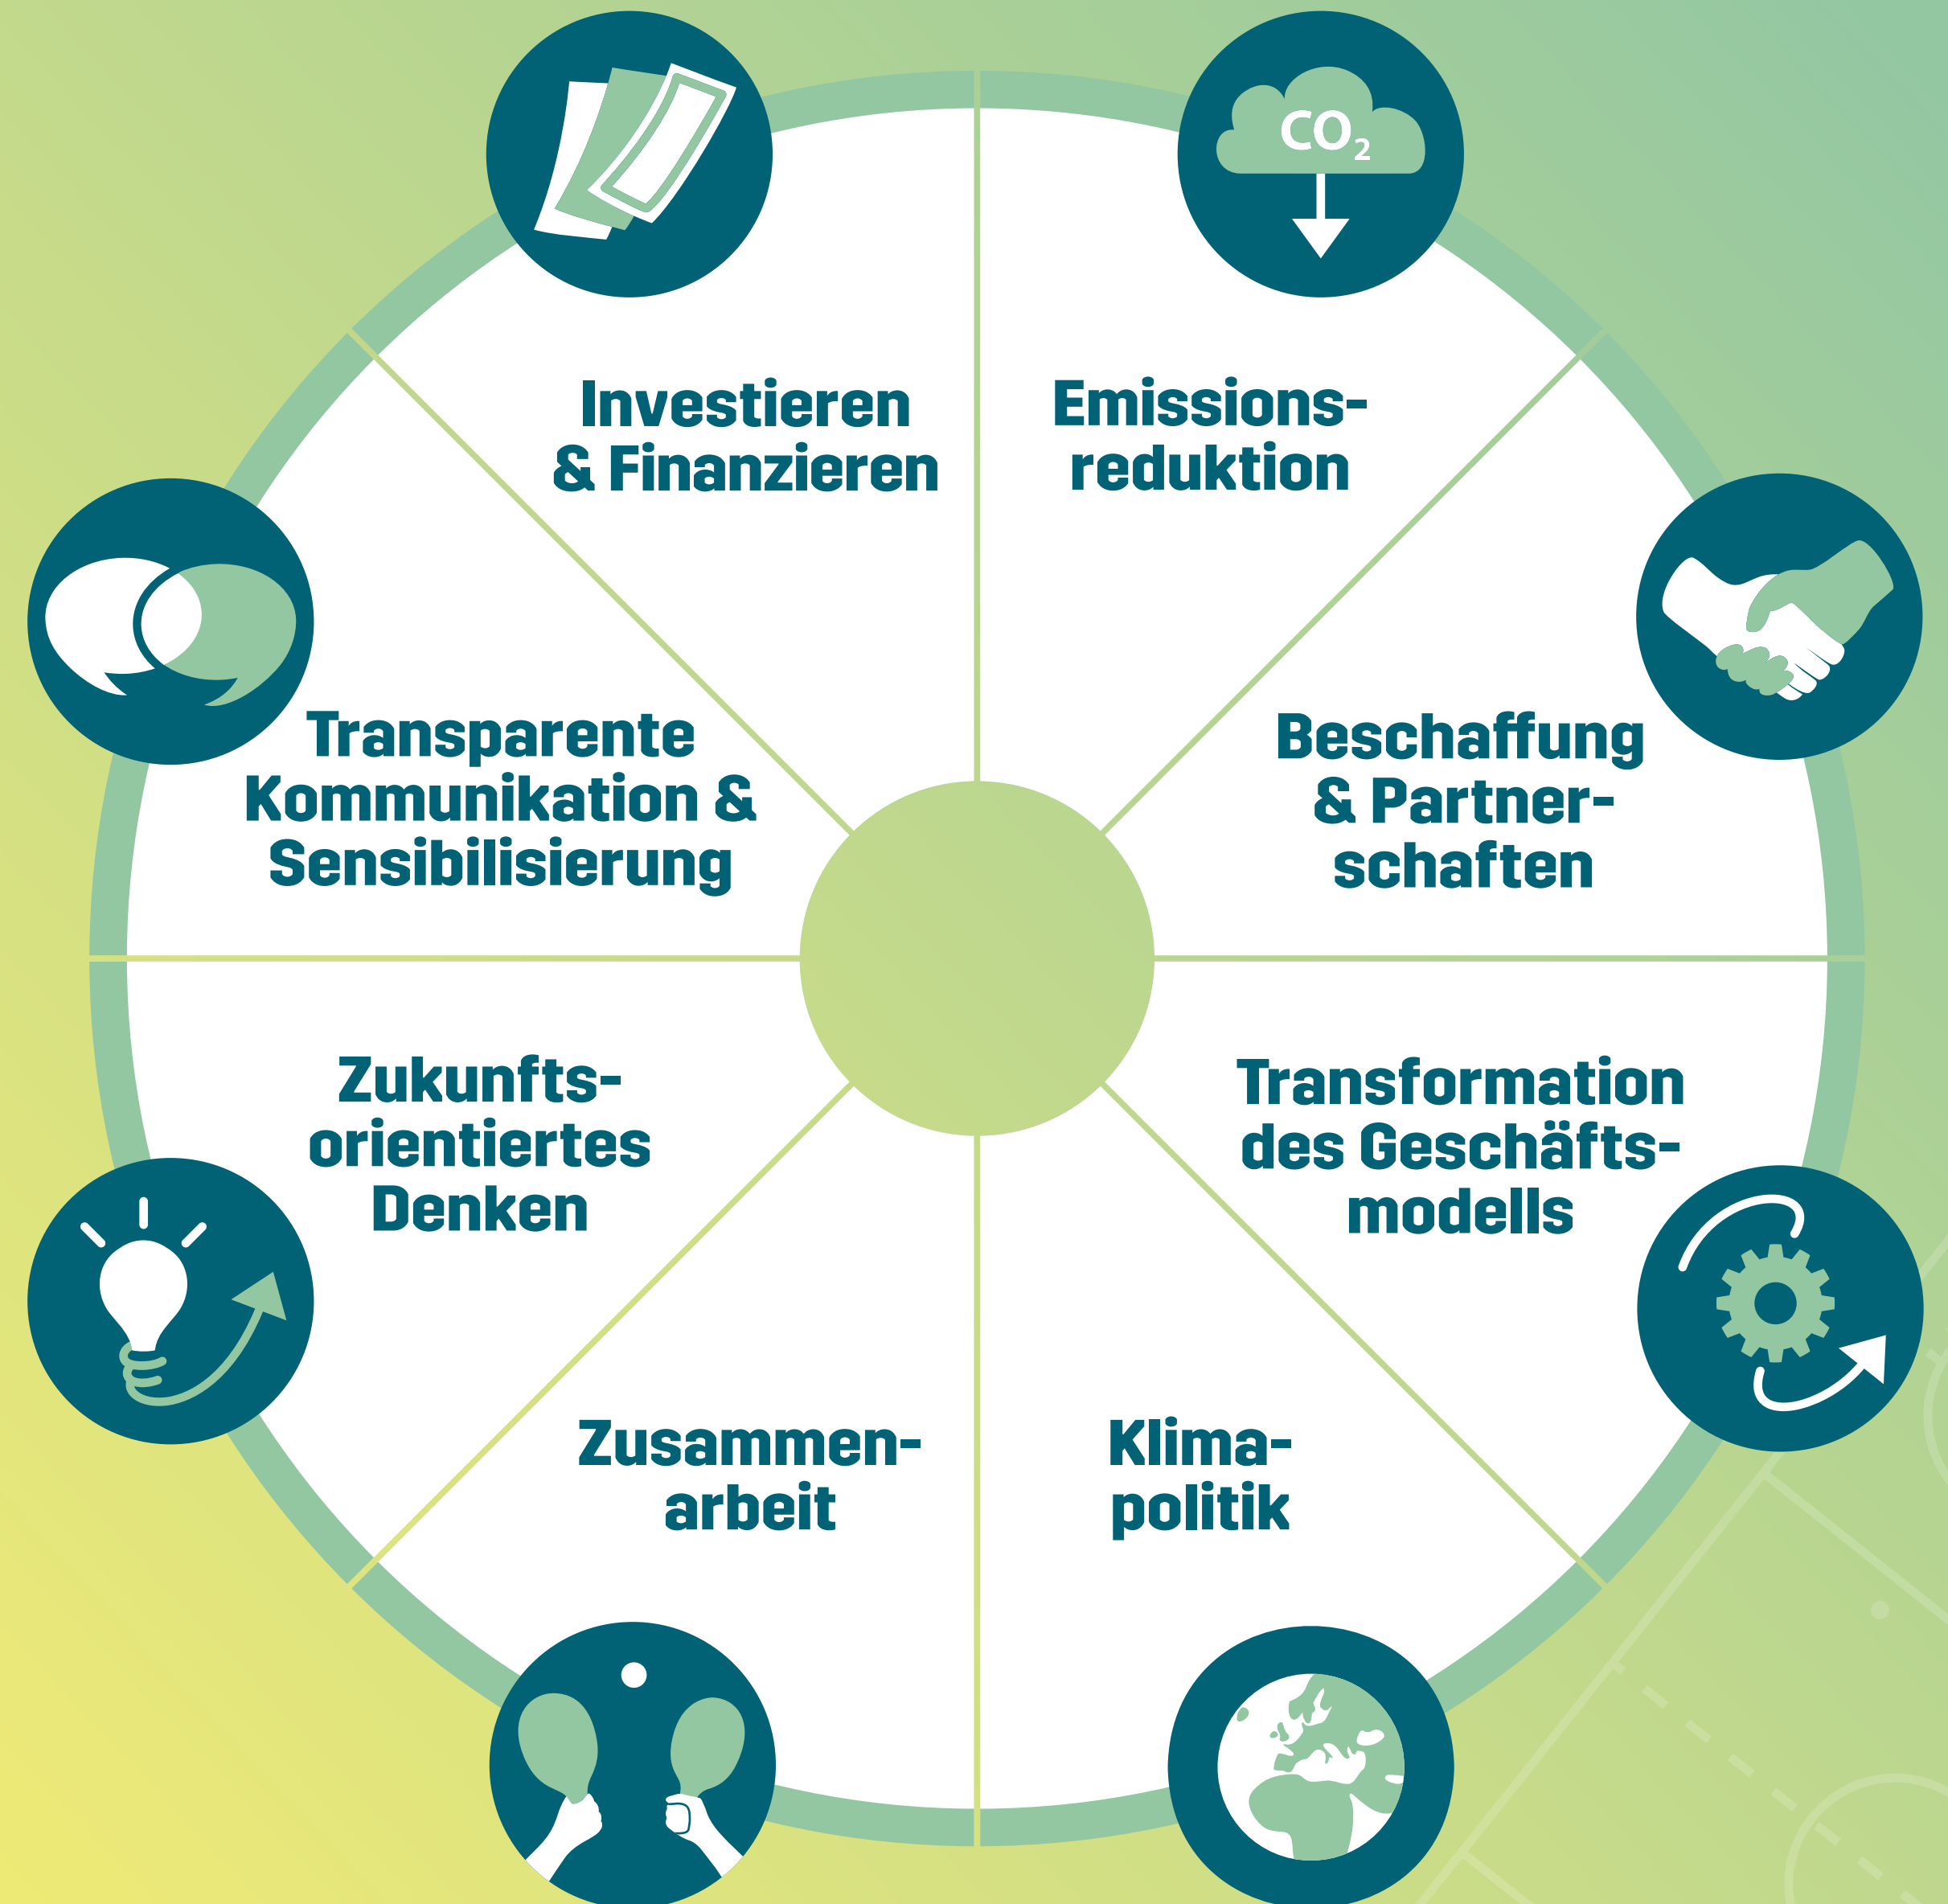 CO₂
Investieren
& Finanzieren
Emissions-
reduktion
Beschaffung
& Partner-
schaften
Transformation
des Geschäfts-
modells
Klima-
politik
Zusammen-
arbeit
Zukunfts-
orientiertes
Denken
Transparente
Kommunikation &
Sensibilisierung